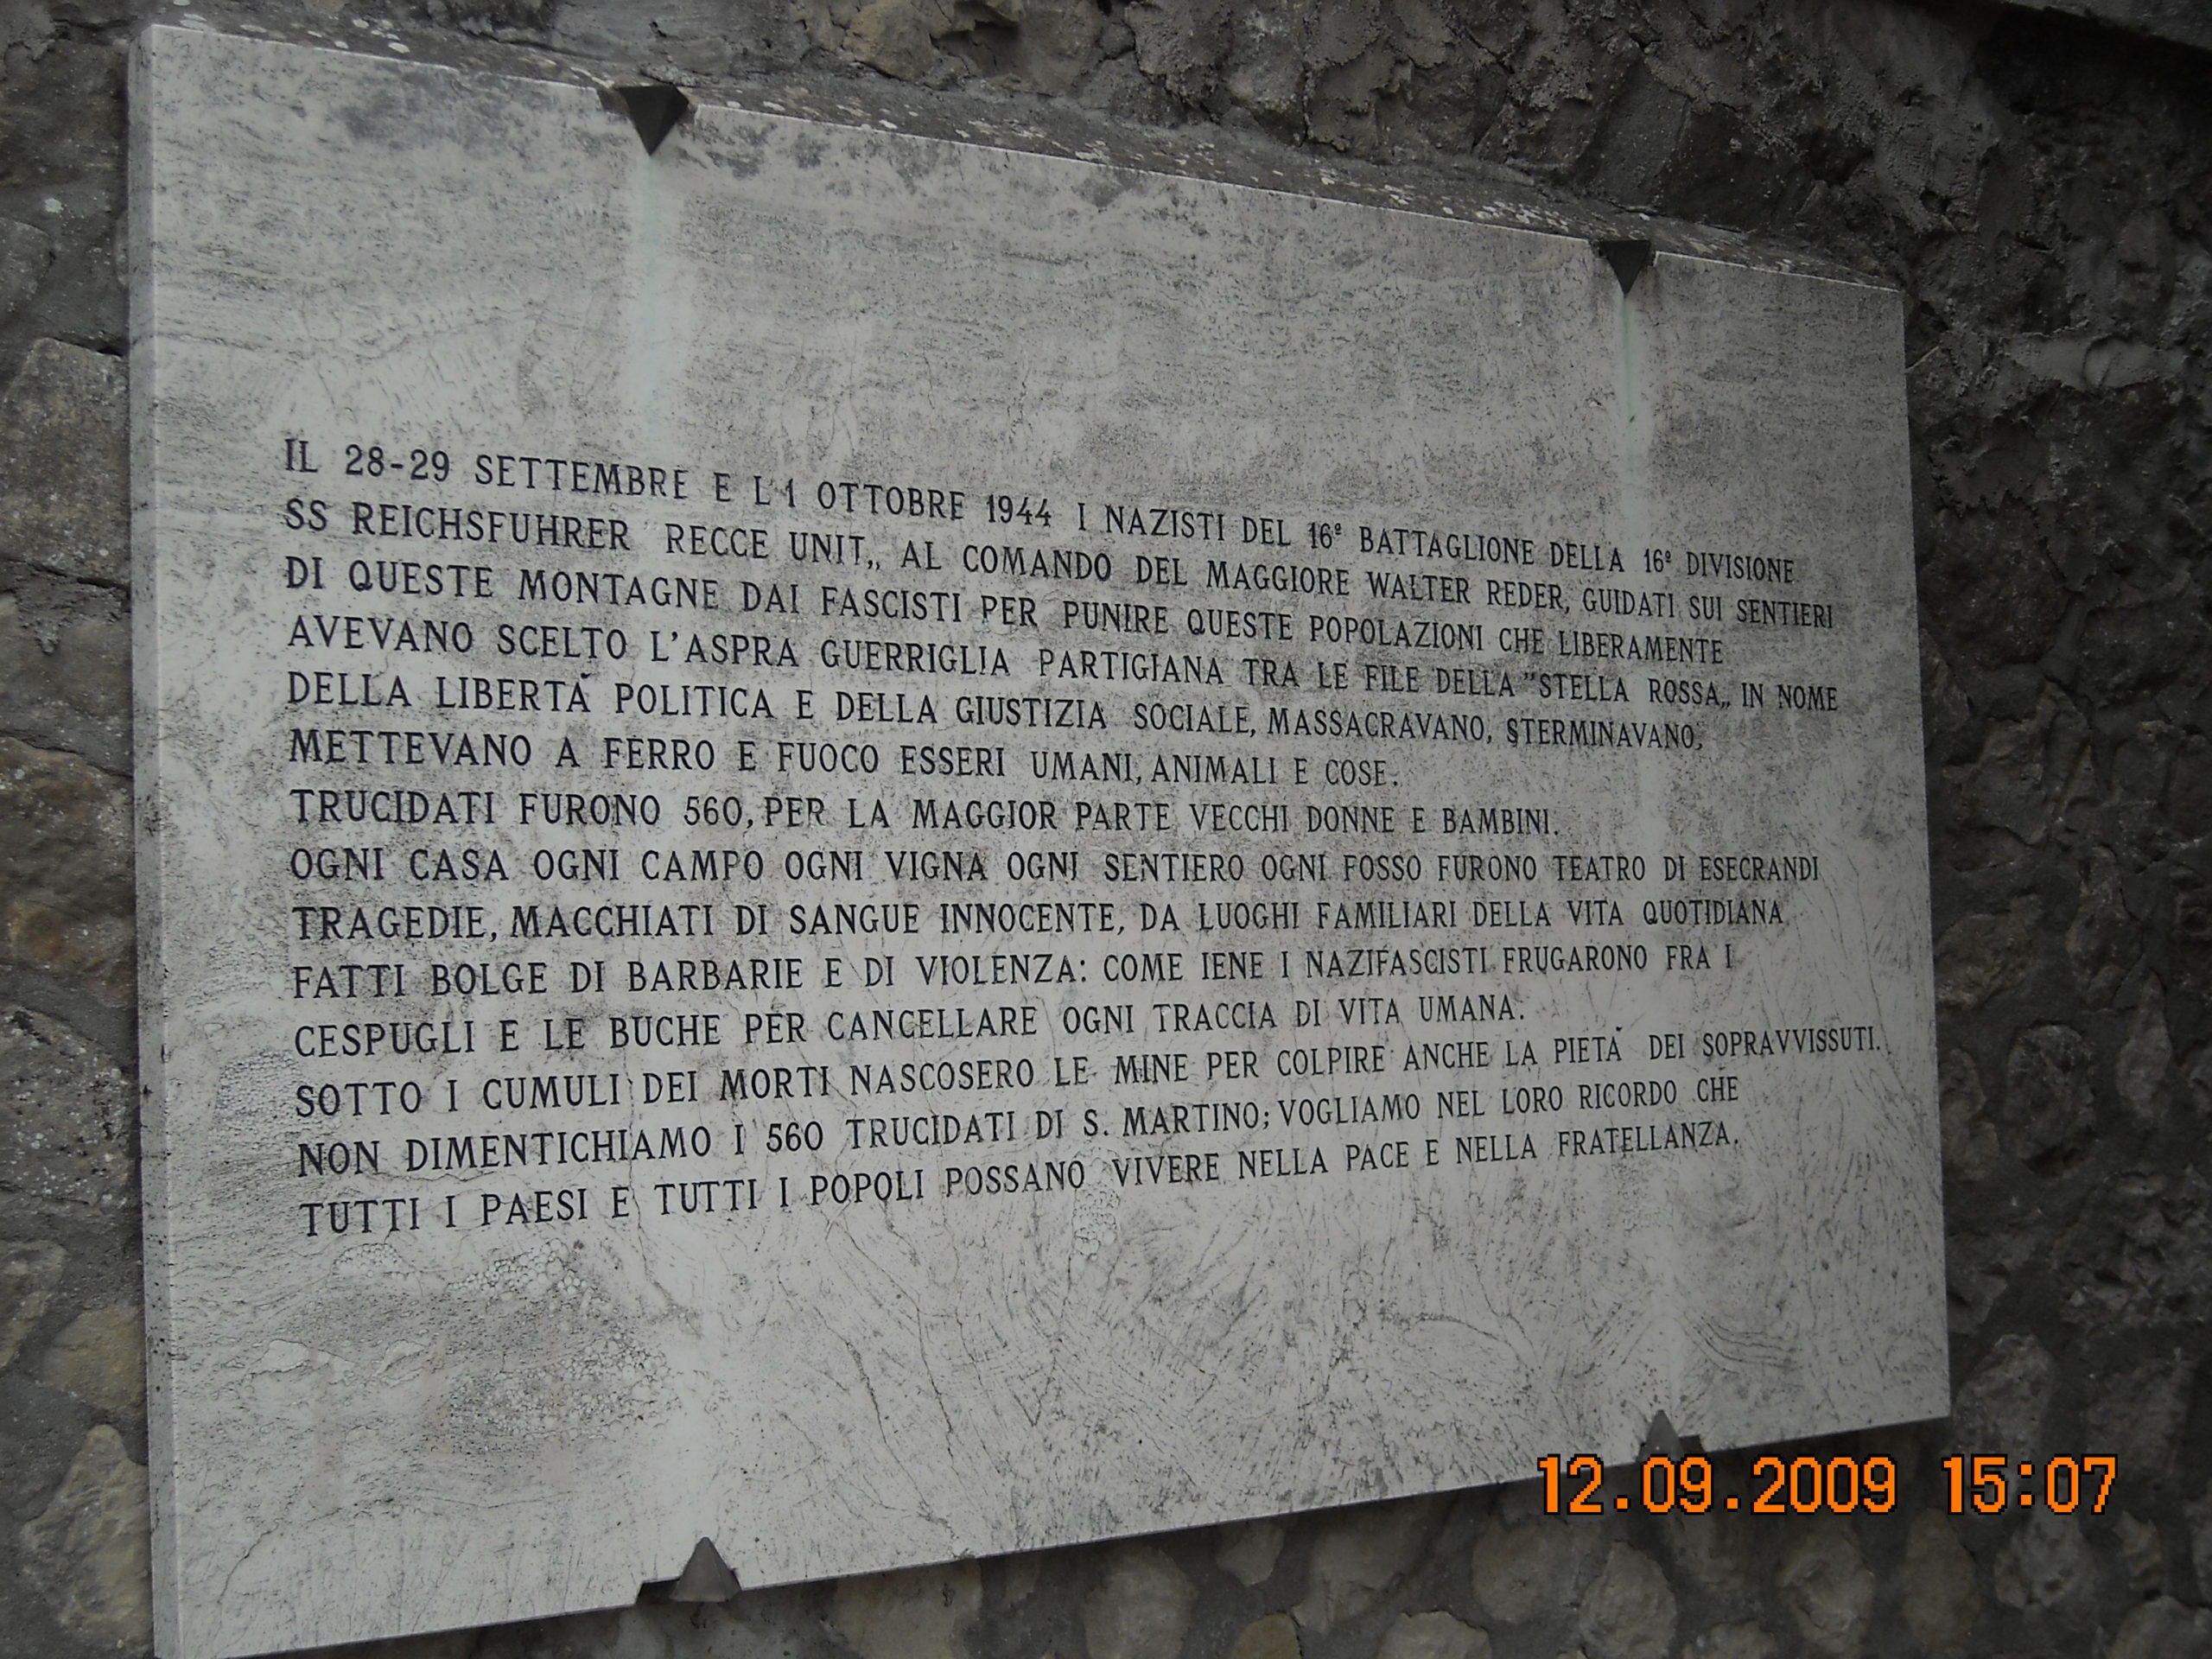 IL 28-29 SETTEMBRE E L'1 OTTOBRE 1944 I NAZISTI DEL 16° BATTAGLIONE DELLA 16ª DIVISIONE
SS REICHSFUHRER RECCE UNIT„ AL COMANDO DEL MAGGIORE WALTER REDER, GUIDATI SUI SENTIERI
DI QUESTE MONTAGNE DAI FASCISTI PER PUNIRE QUESTE POPOLAZIONI CHE LIBERAMENTE
AVEVANO SCELTO L'ASPRA GUERRIGLIA PARTIGIANA TRA LE FILE DELLA "STELLA ROSSA„ IN NOME
DELLA LIBERTÀ POLITICA E DELLA GIUSTIZIA SOCIALE, MASSACRAVANO, STERMINAVANO,
METTEVANO A FERRO E FUOCO ESSERI UMANI, ANIMALI E COSE.
TRUCIDATI FURONO 560, PER LA MAGGIOR PARTE VECCHI DONNE E BAMBINI.
OGNI CASA OGNI CAMPO OGNI VIGNA OGNI SENTIERO OGNI FOSSO FURONO TEATRO DI ESECRANDI
TRAGEDIE, MACCHIATI DI SANGUE INNOCENTE, DA LUOGHI FAMILIARI DELLA VITA QUOTIDIANA
FATTI BOLGE DI BARBARIE E DI VIOLENZA: COME IENE I NAZIFASCISTI FRUGARONO FRA I
CESPUGLI E LE BUCHE PER CANCELLARE OGNI TRACCIA DI VITA UMANA.
SOTTO I CUMULI DEI MORTI NASCOSERO LE MINE PER COLPIRE ANCHE LA PIETÀ DEI SOPRAVVISSUTI.
NON DIMENTICHIAMO I 560 TRUCIDATI DI S. MARTINO; VOGLIAMO NEL LORO RICORDO CHE
TUTTI I PAESI E TUTTI I POPOLI POSSANO VIVERE NELLA PACE E NELLA FRATELLANZA.
12.09.2009 15:07